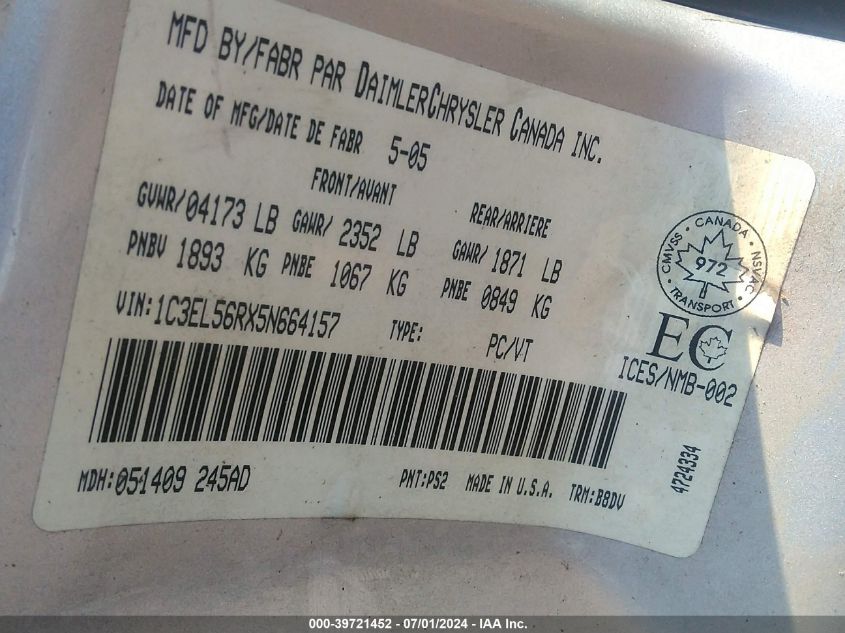 MFD BY/FABR PAR DAIMLERCHRYSLER CANADA INC.
DATE OF MFG/DATE DE FABR 5-05
FRONT/AVANT REAR/ARRIERE
GVWR/04173 LB GAWR/ 2352 LB GAWR/ 1871 LB
PNBV 1893 KG PNBE 1067 KG PNBE 0849 KG
VIN:1C3EL56RX5N664157 TYPE: PC/VT
CANADA
CMVSS · NSVAC
972
TRANSPORT
EC
ICES/NMB-002
MDH:051409 245AD PNT:PS2 MADE IN U.S.A. TRM:B8DV
4724334
000-39721452 - 07/01/2024 - IAA Inc.